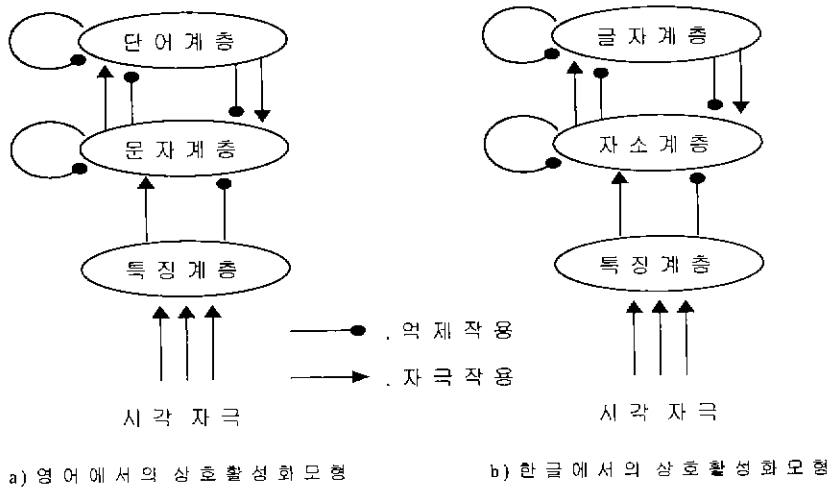 단어계층
글자계층
문자계층
자소계층
특징계층
특징계층
. 억제작용
. 자극작용
시각 자극
시각 자극
a) 영어에서의 상호활성화모형
b) 한글에서의 상호활성화모형